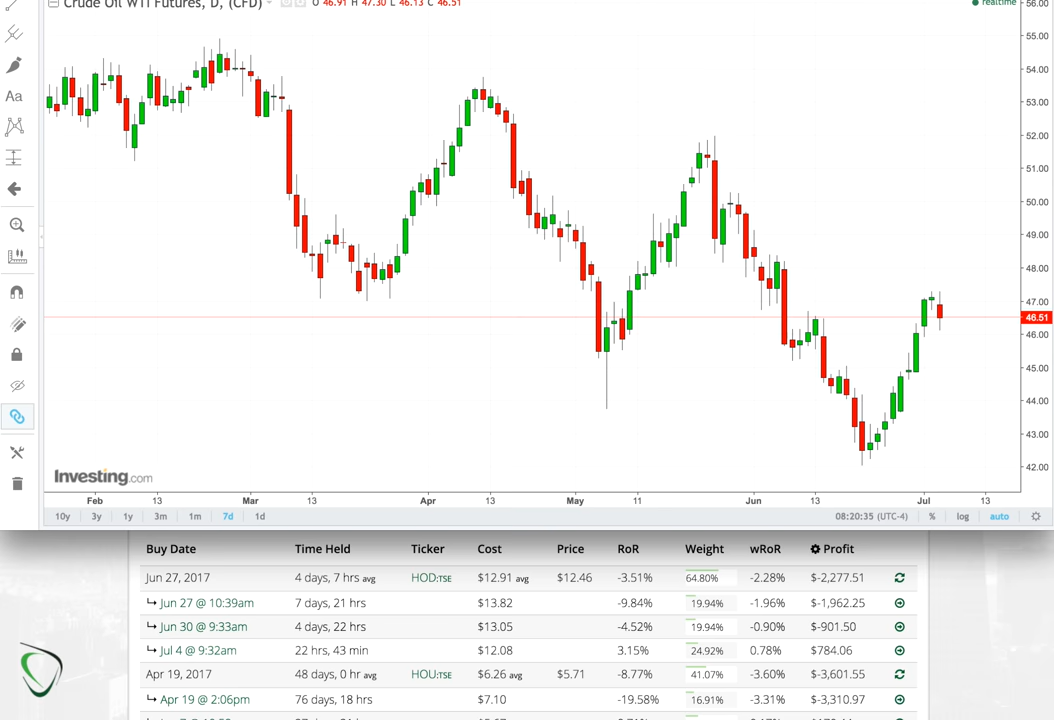 Crude Oil WTI Futures, D, (CFD) O 46.91 H 47.30 L 46.13 C 46.51
realtime
56.00
55.00
54.00
53.00
52.00
51.00
50.00
49.00
48.00
47.00
46.51
46.00
45.00
44.00
43.00
42.00
Aa
Investing.com
Feb 13 Mar 13 Apr 13 May 11 Jun 13 Jul 13
10y 3y 1y 3m 1m 7d 1d 08:20:35 (UTC-4) % log auto
Buy Date Time Held Ticker Cost Price RoR Weight wRoR Profit
Jun 27, 2017 4 days, 7 hrs avg HOD:TSE $12.91 avg $12.46 -3.51% 64.80% -2.28% $-2,277.51
Jun 27 @ 10:39am 7 days, 21 hrs $13.82 -9.84% 19.94% -1.96% $-1,962.25
Jun 30 @ 9:33am 4 days, 22 hrs $13.05 -4.52% 19.94% -0.90% $-901.50
Jul 4 @ 9:32am 22 hrs, 43 min $12.08 3.15% 24.92% 0.78% $784.06
Apr 19, 2017 48 days, 0 hr avg HOU:TSE $6.26 avg $5.71 -8.77% 41.07% -3.60% $-3,601.55
Apr 19 @ 2:06pm 76 days, 18 hrs $7.10 -19.58% 16.91% -3.31% $-3,310.97